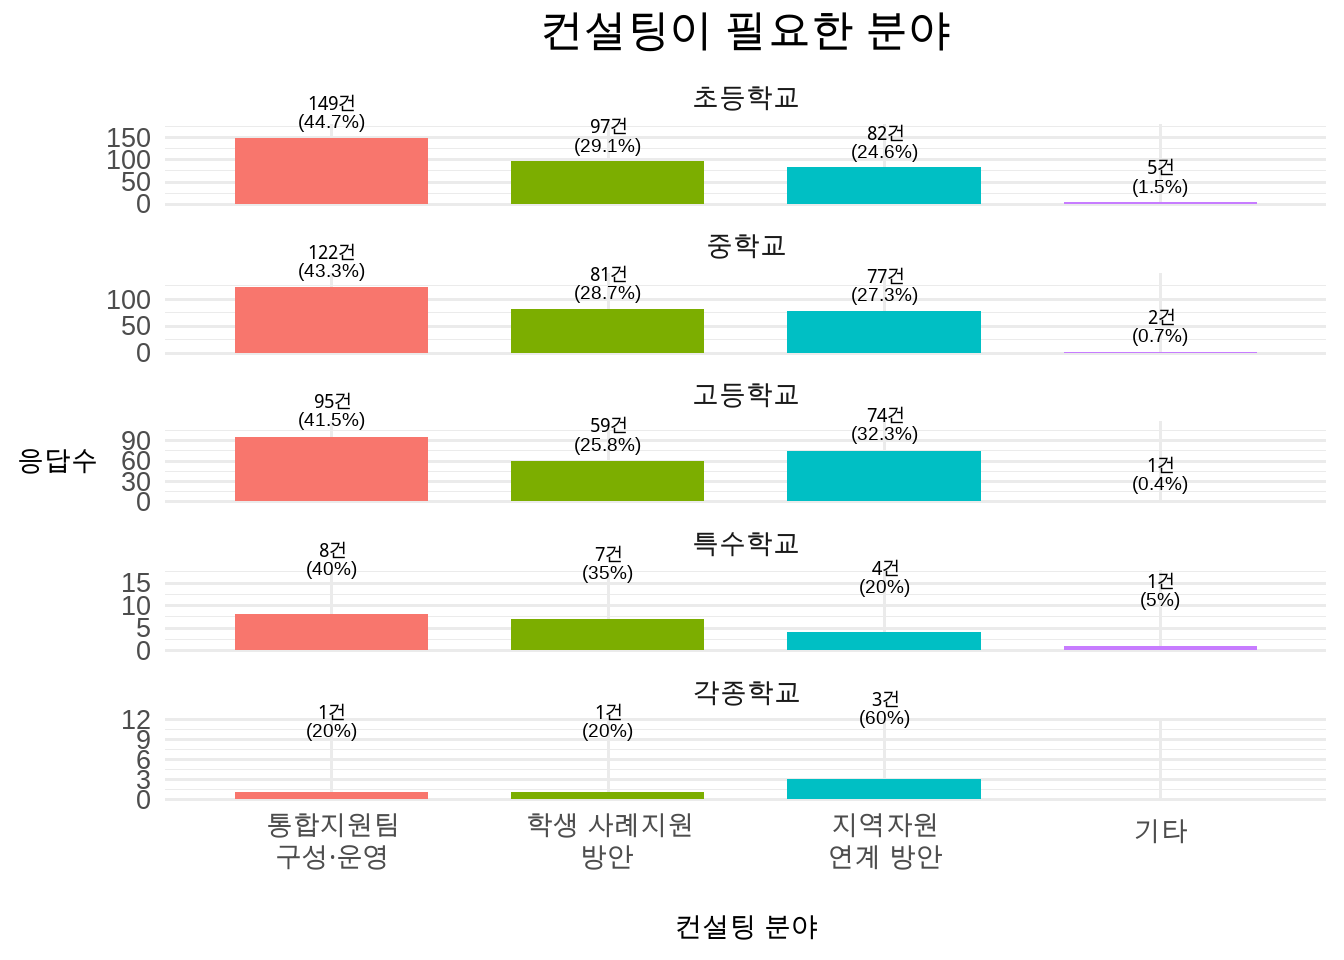 컨설팅이 필요한 분야
초등학교
149건
(44.7%)
97건
(29.1%)
82건
(24.6%)
5건
(1.5%)
150
100
50
0
중학교
122건
(43.3%)
81건
(28.7%)
77건
(27.3%)
2건
(0.7%)
100
50
0
고등학교
95건
(41.5%)
59건
(25.8%)
74건
(32.3%)
1건
(0.4%)
90
60
30
0
응답수
특수학교
8건
(40%)
7건
(35%)
4건
(20%)
1건
(5%)
15
10
5
0
각종학교
1건
(20%)
1건
(20%)
3건
(60%)
12
9
6
3
0
통합지원팀
구성·운영
학생 사례지원
방안
지역자원
연계 방안
기타
컨설팅 분야